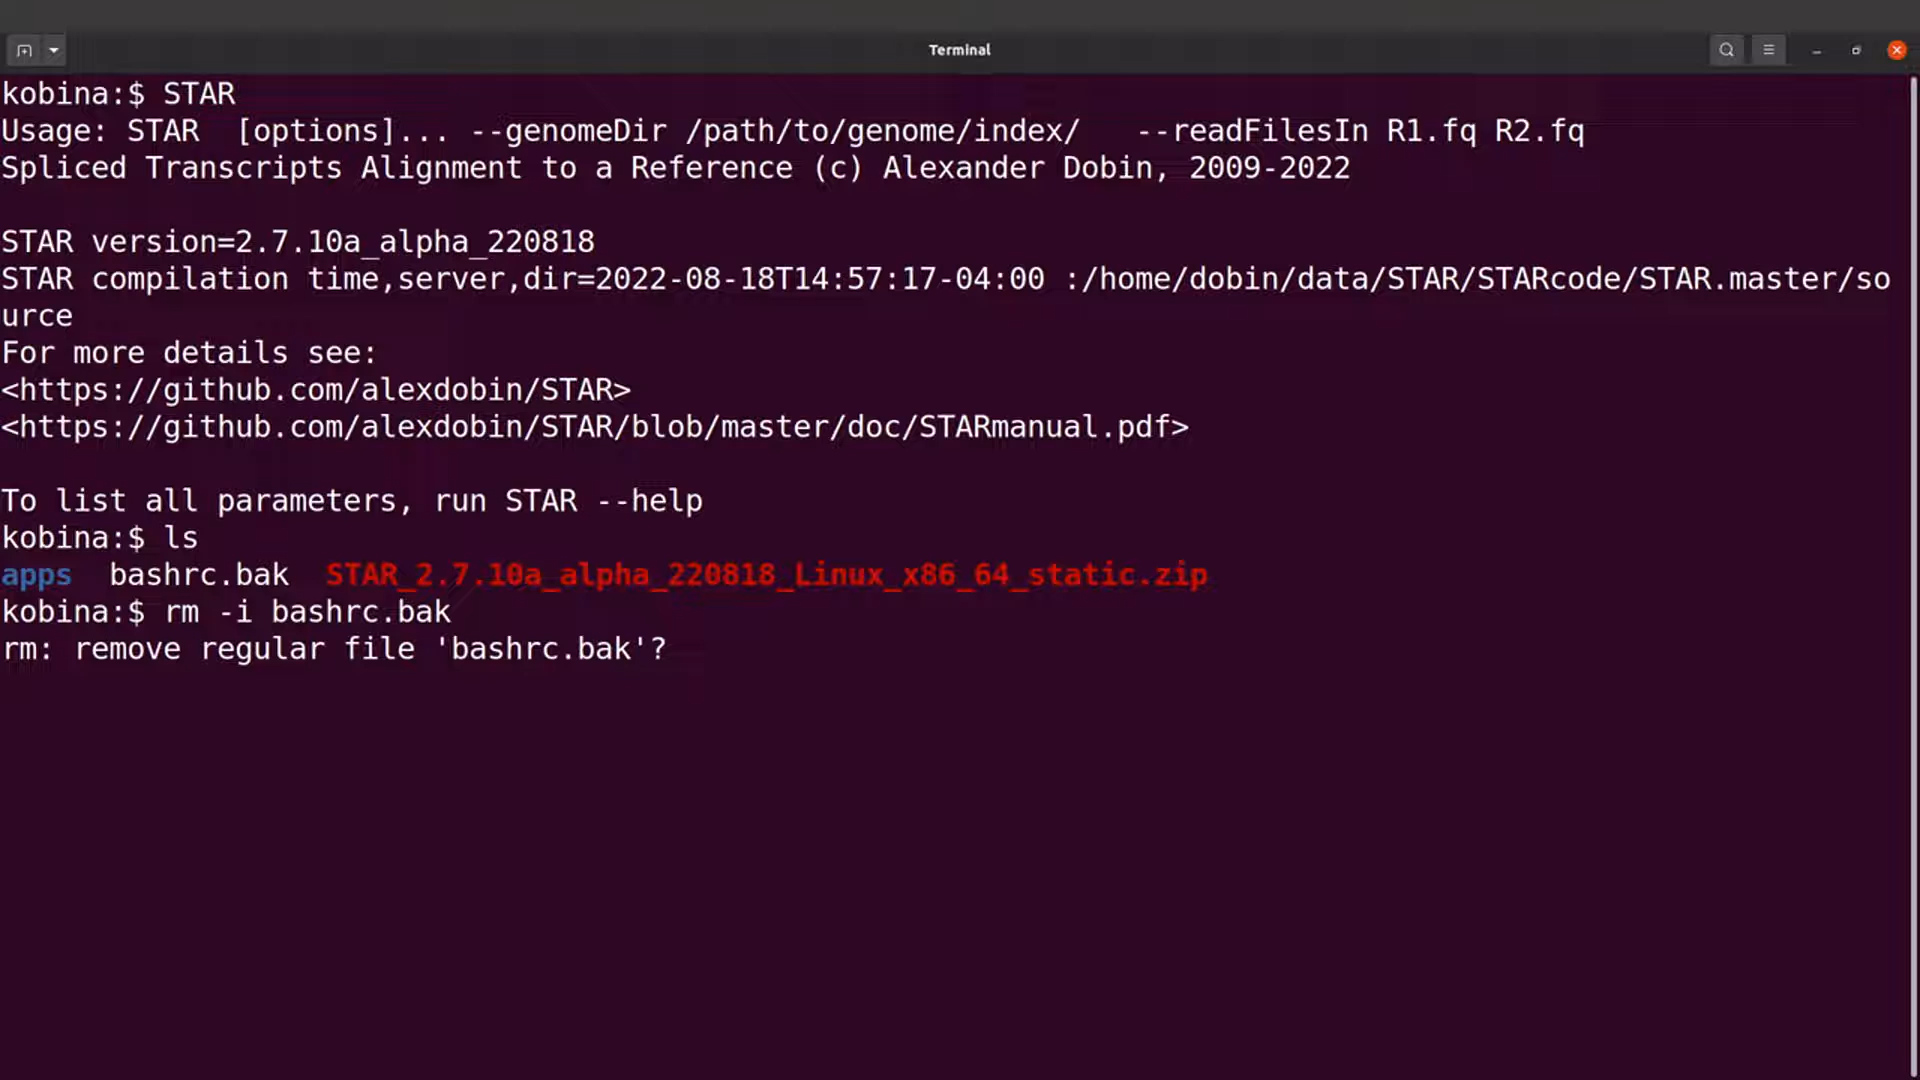 Terminal
kobina:$ STAR
Usage: STAR  [options]... --genomeDir /path/to/genome/index/   --readFilesIn R1.fq R2.fq
Spliced Transcripts Alignment to a Reference (c) Alexander Dobin, 2009-2022
STAR version=2.7.10a_alpha_220818
STAR compilation time,server,dir=2022-08-18T14:57:17-04:00 :/home/dobin/data/STAR/STARcode/STAR.master/so
urce
For more details see:
<https://github.com/alexdobin/STAR>
<https://github.com/alexdobin/STAR/blob/master/doc/STARmanual.pdf>
To list all parameters, run STAR --help
kobina:$ ls
apps  bashrc.bak  STAR_2.7.10a_alpha_220818_Linux_x86_64_static.zip
kobina:$ rm -i bashrc.bak
rm: remove regular file 'bashrc.bak'?